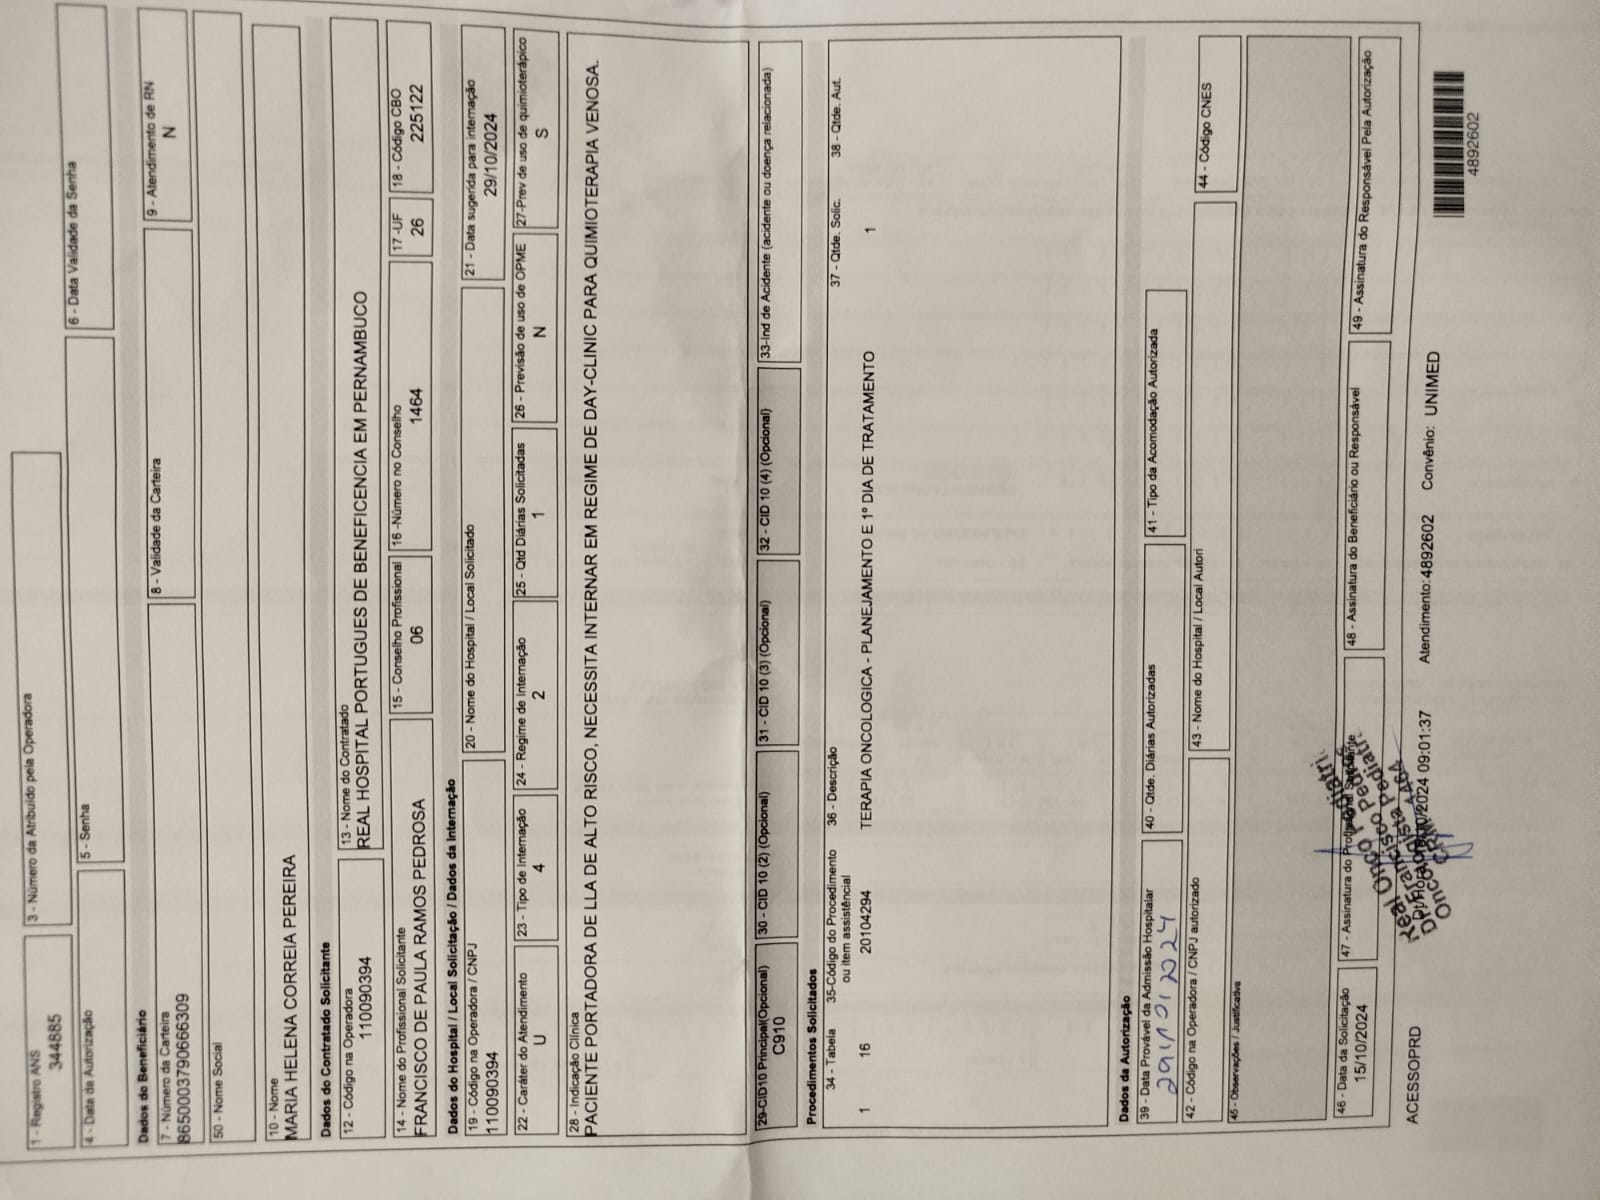 1 - Registro ANS
344885
3 - Número da Atribuído pela Operadora
4 - Data da Autorização
5 - Senha
6 - Data Validade da Senha
Dados do Beneficiário
7 - Número da Carteira
8650003790666309
8 - Validade da Carteira
9 - Atendimento de RN
N
50 - Nome Social
10 - Nome
MARIA HELENA CORREIA PEREIRA
Dados do Contratado Solicitante
12 - Código na Operadora
110090394
13 - Nome do Contratado
REAL HOSPITAL PORTUGUES DE BENEFICENCIA EM PERNAMBUCO
14 - Nome do Profissional Solicitante
FRANCISCO DE PAULA RAMOS PEDROSA
15 - Conselho Profissional
06
16 -Número no Conselho
1464
17 -UF
26
18 - Código CBO
225122
Dados do Hospital / Local Solicitação / Dados da Internação
19 - Código na Operadora / CNPJ
110090394
20 - Nome do Hospital / Local Solicitado
21 - Data sugerida para internação
29/10/2024
22 - Caráter do Atendimento
U
23 - Tipo de Internação
4
24 - Regime de Internação
2
25 - Qtd Diárias Solicitadas
1
26 - Previsão de uso de OPME
N
27-Prev de uso de quimioterápico
S
28 - Indicação Clínica
PACIENTE PORTADORA DE LLA DE ALTO RISCO, NECESSITA INTERNAR EM REGIME DE DAY-CLINIC PARA QUIMIOTERAPIA VENOSA.
29-CID10 Principal(Opcional)
C910
30 - CID 10 (2) (Opcional)
31 - CID 10 (3) (Opcional)
32 - CID 10 (4) (Opcional)
33-Ind de Acidente (acidente ou doença relacionada)
Procedimentos Solicitados
34 - Tabela
35-Código do Procedimento
ou item assistêncial
36 - Descrição
37 - Qtde. Solic.
38 - Qtde. Aut.
1 16 20104294 TERAPIA ONCOLOGICA - PLANEJAMENTO E 1º DIA DE TRATAMENTO 1
Dados da Autorização
39 - Data Provável da Admissão Hospitalar
29/10/2024
40 - Qtde. Diárias Autorizadas
41 - Tipo da Acomodação Autorizada
42 - Código na Operadora / CNPJ autorizado
43 - Nome do Hospital / Local Autori
44 - Código CNES
45 - Observações / Justificativa
46 - Data da Solicitação
15/10/2024
47 - Assinatura do Profissional Solicitante
48 - Assinatura do Beneficiário ou Responsável
49 - Assinatura do Responsável Pela Autorização
Real Onco Pediatri
Francisco Pedr
Onco
CRM
ACESSOPRD
2024 09:01:37
Atendimento:4892602
Convênio: UNIMED
4892602